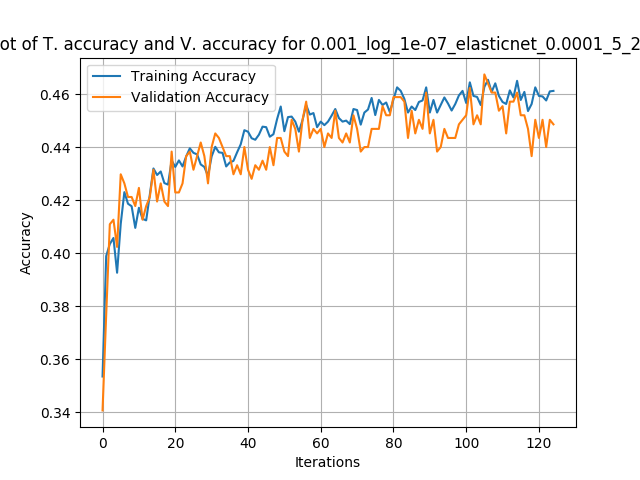 ot of T. accuracy and V. accuracy for 0.001_log_1e-07_elasticnet_0.0001_5_2
Training Accuracy
Validation Accuracy
0.46
0.44
0.42
0.40
0.38
0.36
0.34
Accuracy
0 20 40 60 80 100 120
Iterations